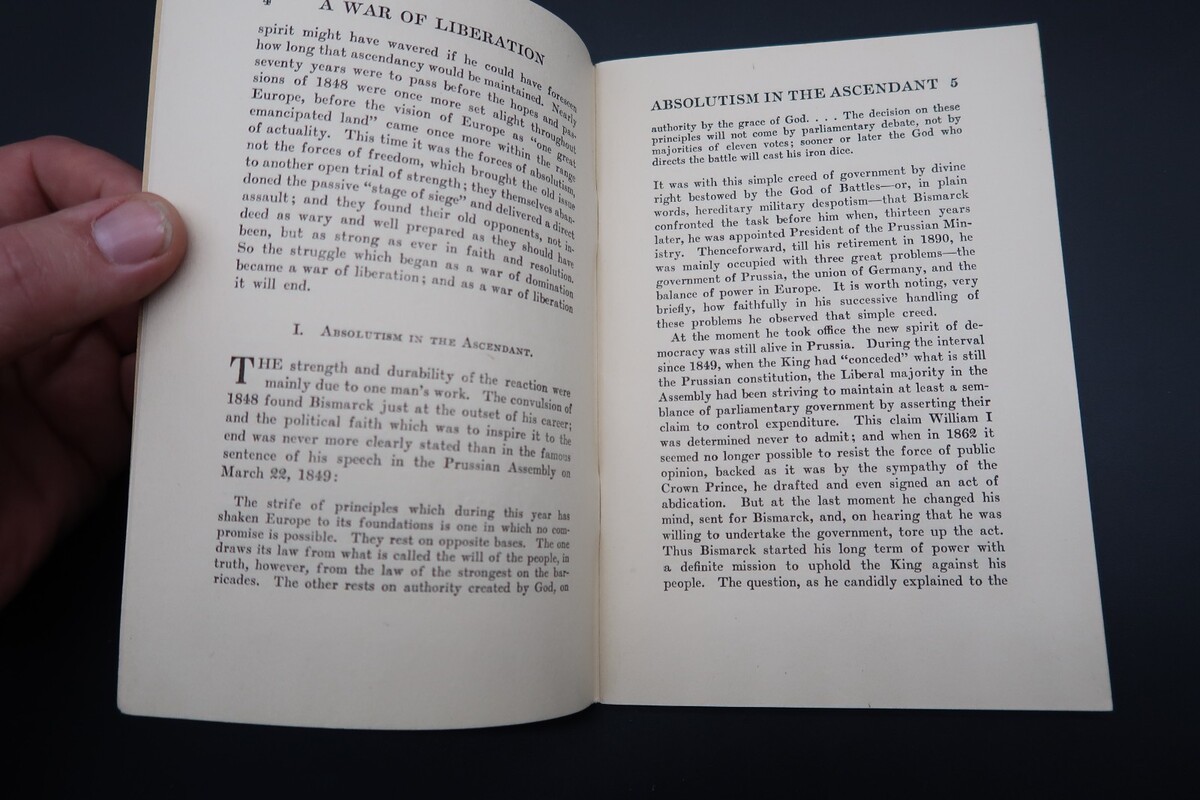 4 A WAR OF LIBERATION
spirit might have wavered if he could have foreseen
how long that ascendancy would be maintained. Nearly
seventy years were to pass before the hopes and pas-
sions of 1848 were once more set alight throughout
Europe, before the vision of Europe as "one great
emancipated land" came once more within the range
of actuality. This time it was the forces of absolutism,
not the forces of freedom, which brought the old issue
to another open trial of strength; they themselves aban-
doned the passive "stage of siege" and delivered a direct
assault; and they found their old opponents, not in-
deed as wary and well prepared as they should have
been, but as strong as ever in faith and resolution.
So the struggle which began as a war of domination
became a war of liberation; and as a war of liberation
it will end.
I. ABSOLUTISM IN THE ASCENDANT.
THE strength and durability of the reaction were
mainly due to one man's work. The convulsion of
1848 found Bismarck just at the outset of his career;
and the political faith which was to inspire it to the
end was never more clearly stated than in the famous
sentence of his speech in the Prussian Assembly on
March 22, 1849:
The strife of principles which during this year has
shaken Europe to its foundations is one in which no com-
promise is possible. They rest on opposite bases. The one
draws its law from what is called the will of the people, in
truth, however, from the law of the strongest on the bar-
ricades. The other rests on authority created by God, on
ABSOLUTISM IN THE ASCENDANT 5
authority by the grace of God. . . . The decision on these
principles will not come by parliamentary debate, not by
majorities of eleven votes; sooner or later the God who
directs the battle will cast his iron dice.
It was with this simple creed of government by divine
right bestowed by the God of Battles—or, in plain
words, hereditary military despotism—that Bismarck
confronted the task before him when, thirteen years
later, he was appointed President of the Prussian Min-
istry. Thenceforward, till his retirement in 1890, he
was mainly occupied with three great problems—the
government of Prussia, the union of Germany, and the
balance of power in Europe. It is worth noting, very
briefly, how faithfully in his successive handling of
these problems he observed that simple creed.
At the moment he took office the new spirit of de-
mocracy was still alive in Prussia. During the interval
since 1849, when the King had "conceded" what is still
the Prussian constitution, the Liberal majority in the
Assembly had been striving to maintain at least a sem-
blance of parliamentary government by asserting their
claim to control expenditure. This claim William I
was determined never to admit; and when in 1862 it
seemed no longer possible to resist the force of public
opinion, backed as it was by the sympathy of the
Crown Prince, he drafted and even signed an act of
abdication. But at the last moment he changed his
mind, sent for Bismarck, and, on hearing that he was
willing to undertake the government, tore up the act.
Thus Bismarck started his long term of power with
a definite mission to uphold the King against his
people. The question, as he candidly explained to the